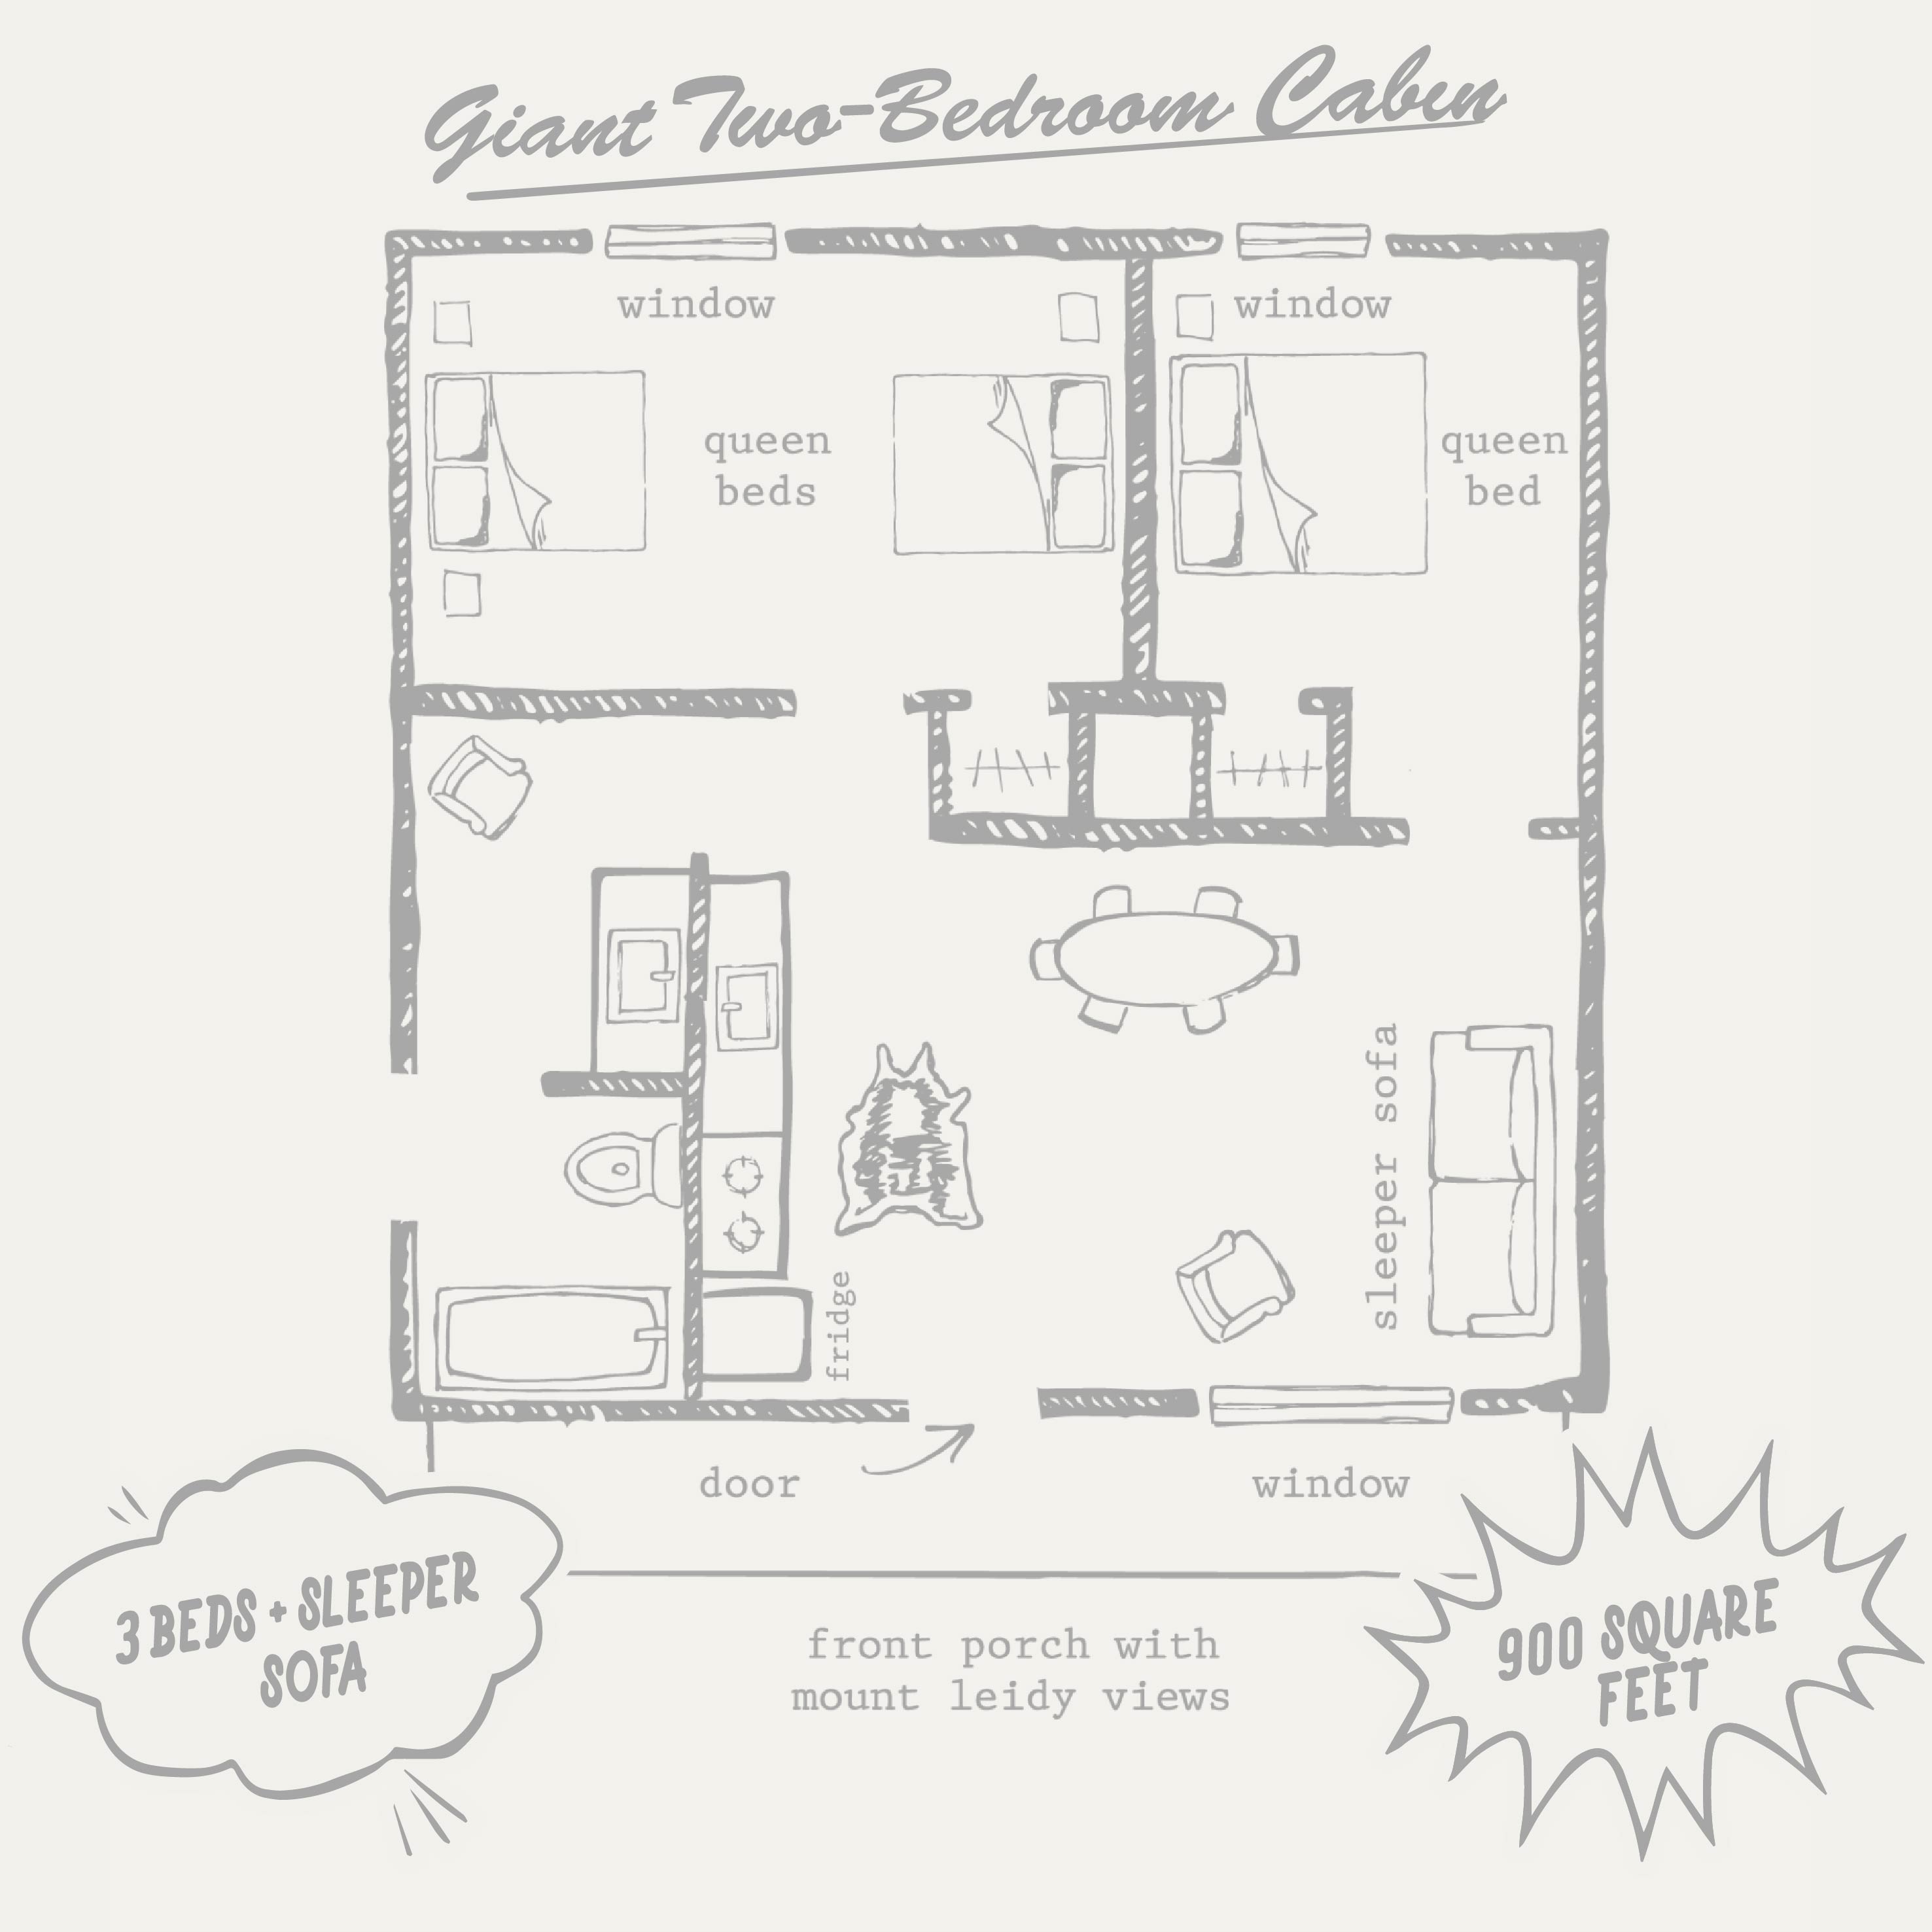 Giant Two-Bedroom Cabin
window
window
queen
beds
queen
bed
sleeper sofa
fridge
door
window
3 BEDS + SLEEPER
SOFA
900 SQUARE
FEET
front porch with
mount leidy views